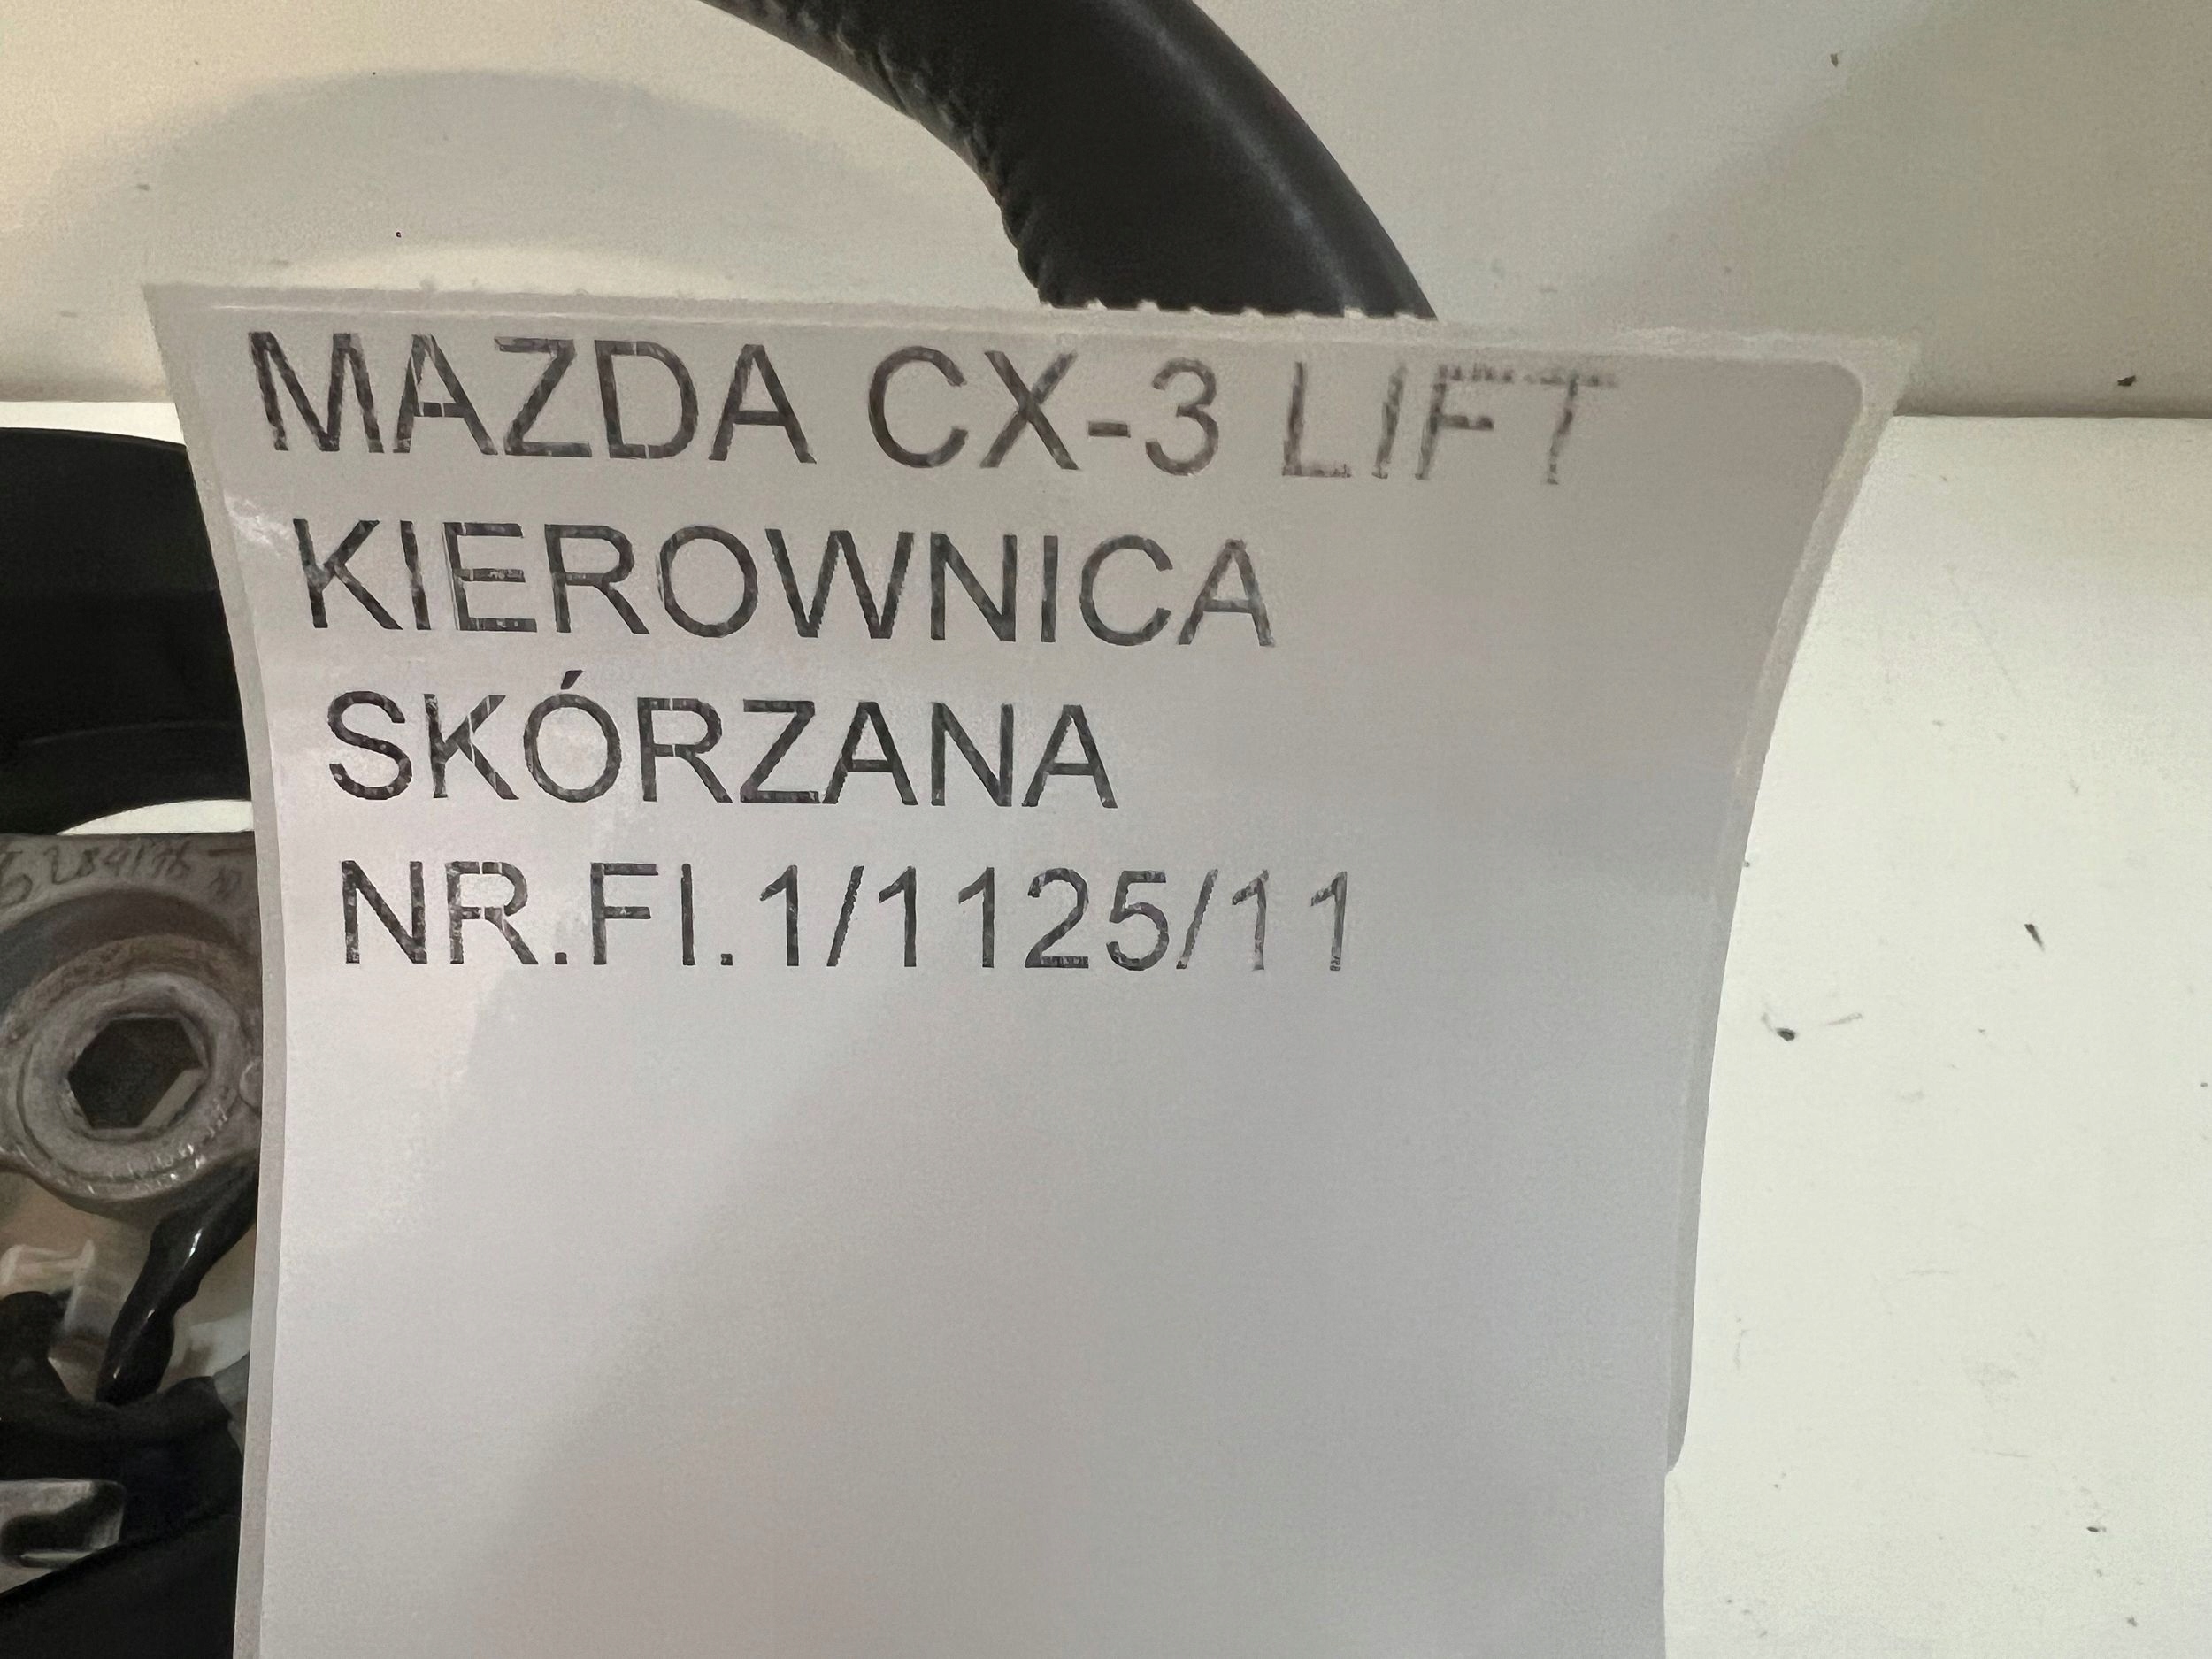 MAZDA CX-3 LIFT
KIEROWNICA
SKÓRZANA
NR.FI.1/1125/11